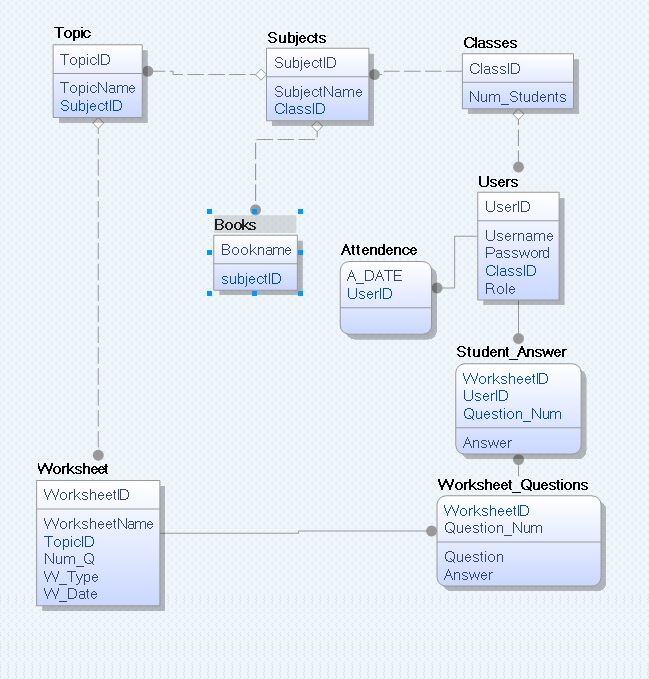 Topic
TopicID
TopicName
SubjectID
Subjects
SubjectID
SubjectName
ClassID
Classes
ClassID
Num_Students
Books
Bookname
subjectID
Attendence
A_DATE
UserID
Users
UserID
Username
Password
ClassID
Role
Student_Answer
WorksheetID
UserID
Question_Num
Answer
Worksheet
WorksheetID
WorksheetName
TopicID
Num_Q
W_Type
W_Date
Worksheet_Questions
WorksheetID
Question_Num
Question
Answer